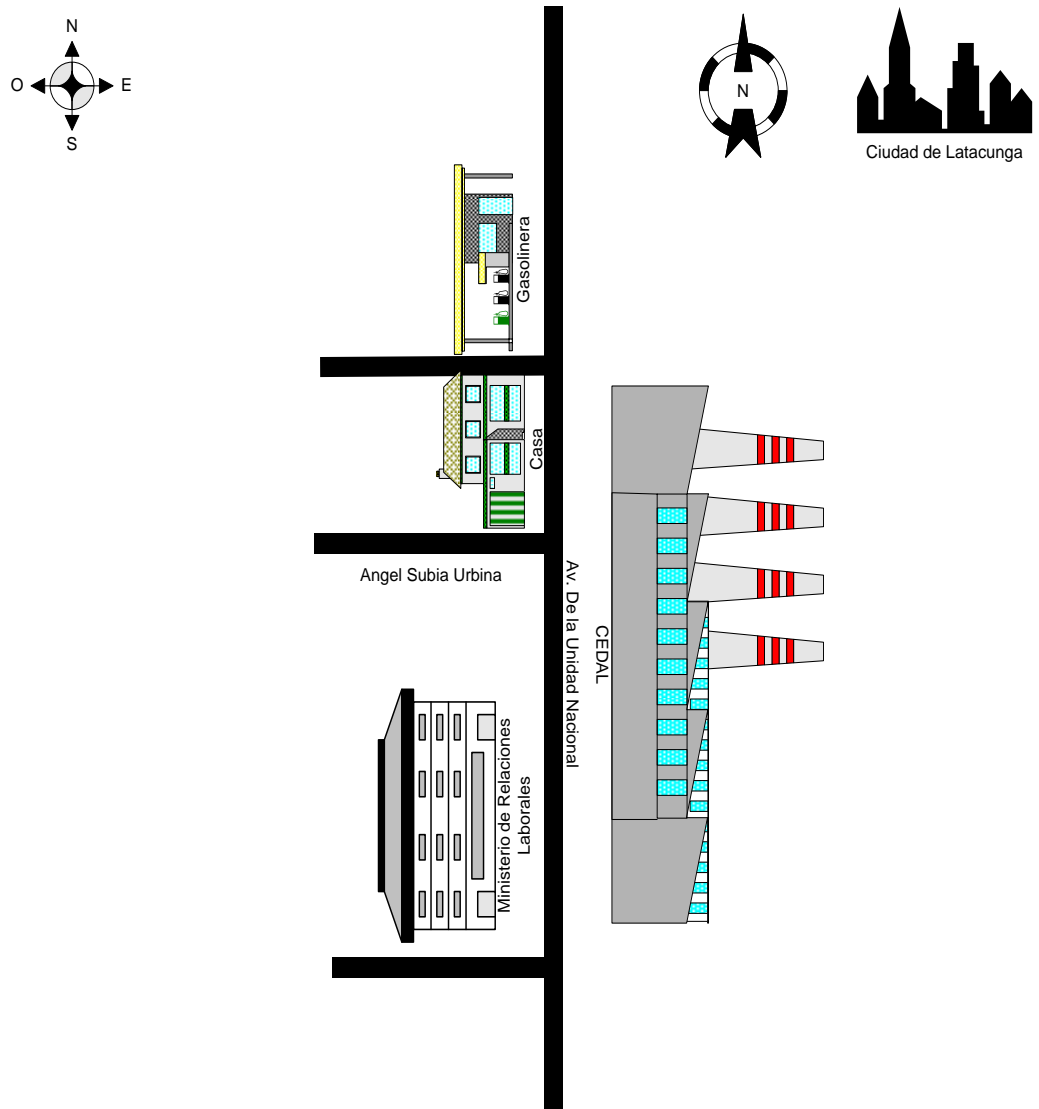 N
O
E
S
N
Ciudad de Latacunga
Gasolinera
Casa
Angel Subia Urbina
Av. De la Unidad Nacional
CEDAL
Ministerio de Relaciones
Laborales